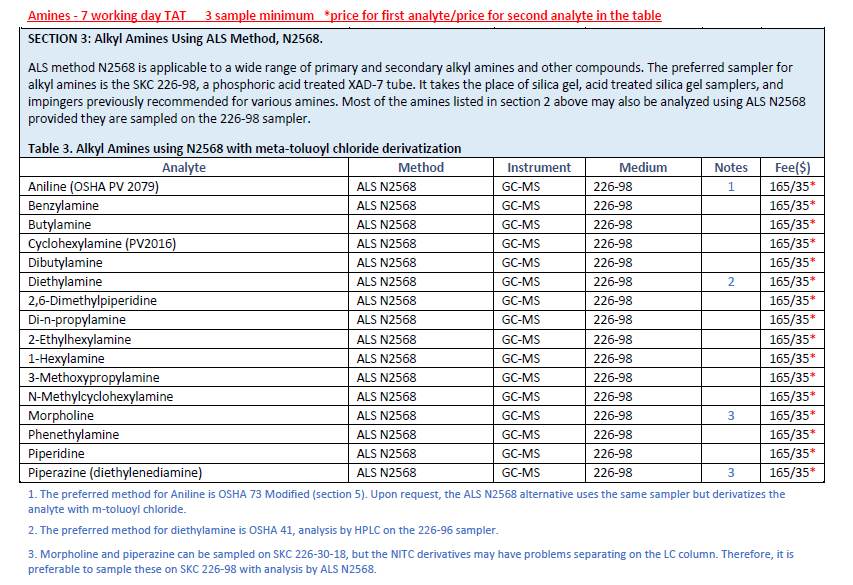 Amines - 7 working day TAT 3 sample minimum *price for first analyte/price for second analyte in the table
SECTION 3: Alkyl Amines Using ALS Method, N2568.
ALS method N2568 is applicable to a wide range of primary and secondary alkyl amines and other compounds. The preferred sampler for
alkyl amines is the SKC 226-98, a phosphoric acid treated XAD-7 tube. It takes the place of silica gel, acid treated silica gel samplers, and
impingers previously recommended for various amines. Most of the amines listed in section 2 above may also be analyzed using ALS N2568
provided they are sampled on the 226-98 sampler.
Table 3. Alkyl Amines using N2568 with meta-toluoyl chloride derivatization
Analyte Method Instrument Medium Notes Fee($)
Aniline (OSHA PV 2079) ALS N2568 GC-MS 226-98 1 165/35*
Benzylamine ALS N2568 GC-MS 226-98 165/35*
Butylamine ALS N2568 GC-MS 226-98 165/35*
Cyclohexylamine (PV2016) ALS N2568 GC-MS 226-98 165/35*
Dibutylamine ALS N2568 GC-MS 226-98 165/35*
Diethylamine ALS N2568 GC-MS 226-98 2 165/35*
2,6-Dimethylpiperidine ALS N2568 GC-MS 226-98 165/35*
Di-n-propylamine ALS N2568 GC-MS 226-98 165/35*
2-Ethylhexylamine ALS N2568 GC-MS 226-98 165/35*
1-Hexylamine ALS N2568 GC-MS 226-98 165/35*
3-Methoxypropylamine ALS N2568 GC-MS 226-98 165/35*
N-Methylcyclohexylamine ALS N2568 GC-MS 226-98 165/35*
Morpholine ALS N2568 GC-MS 226-98 3 165/35*
Phenethylamine ALS N2568 GC-MS 226-98 165/35*
Piperidine ALS N2568 GC-MS 226-98 165/35*
Piperazine (diethylenediamine) ALS N2568 GC-MS 226-98 3 165/35*
1. The preferred method for Aniline is OSHA 73 Modified (section 5). Upon request, the ALS N2568 alternative uses the same sampler but derivatizes the
analyte with m-toluoyl chloride.
2. The preferred method for diethylamine is OSHA 41, analysis by HPLC on the 226-96 sampler.
3. Morpholine and piperazine can be sampled on SKC 226-30-18, but the NITC derivatives may have problems separating on the LC column. Therefore, it is
preferable to sample these on SKC 226-98 with analysis by ALS N2568.